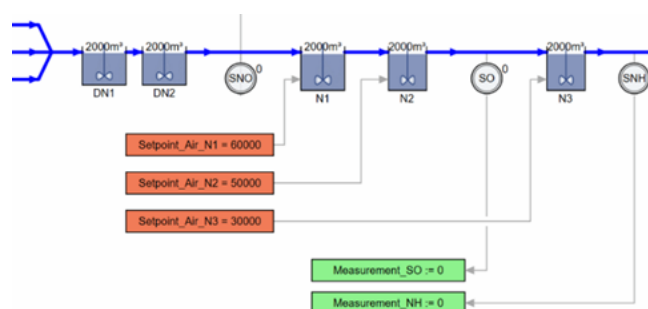 2000m³ 2000m³ 2000m³ 2000m³ 2000m³
SNO 0 SO 0 SNH
DN1 DN2 N1 N2 N3
Setpoint_Air_N1 = 60000
Setpoint_Air_N2 = 50000
Setpoint_Air_N3 = 30000
Measurement_SO := 0
Measurement_NH := 0